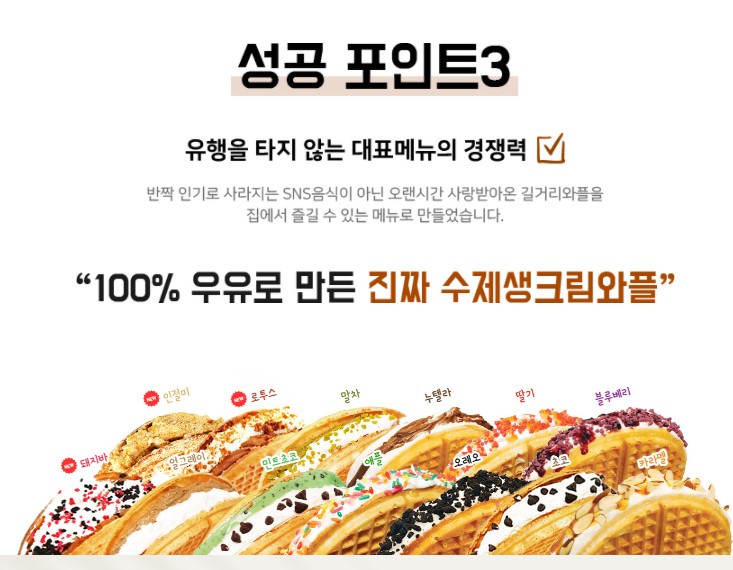 성공 포인트3
유행을 타지 않는 대표메뉴의 경쟁력
반짝 인기로 사라지는 SNS음식이 아닌 오랜시간 사랑받아온 길거리와플을
집에서 즐길 수 있는 메뉴로 만들었습니다.
“100% 우유로 만든 진짜 수제생크림와플”
NEW 인절미
NEW 로투스
말차
누텔라
딸기
블루베리
NEW 돼지바
얼그레이
민트초코
애플
오레오
초코
카라멜